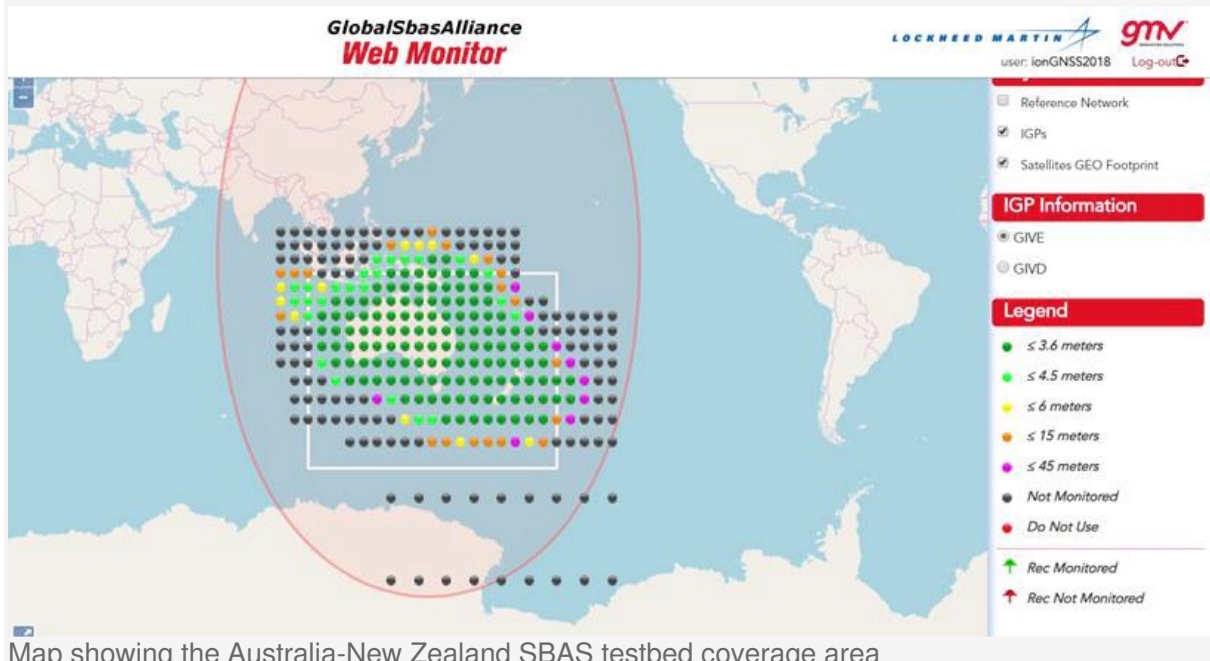 GlobalSbasAlliance
Web Monitor
LOCKHEED MARTIN
gmv
user: ionGNSS2018
Log-out
Reference Network
IGPs
Satellites GEO Footprint
IGP Information
GIVE
GIVD
Legend
≤ 3.6 meters
≤ 4.5 meters
≤ 6 meters
≤ 15 meters
≤ 45 meters
Not Monitored
Do Not Use
Rec Monitored
Rec Not Monitored
Map showing the Australia-New Zealand SBAS testbed coverage area